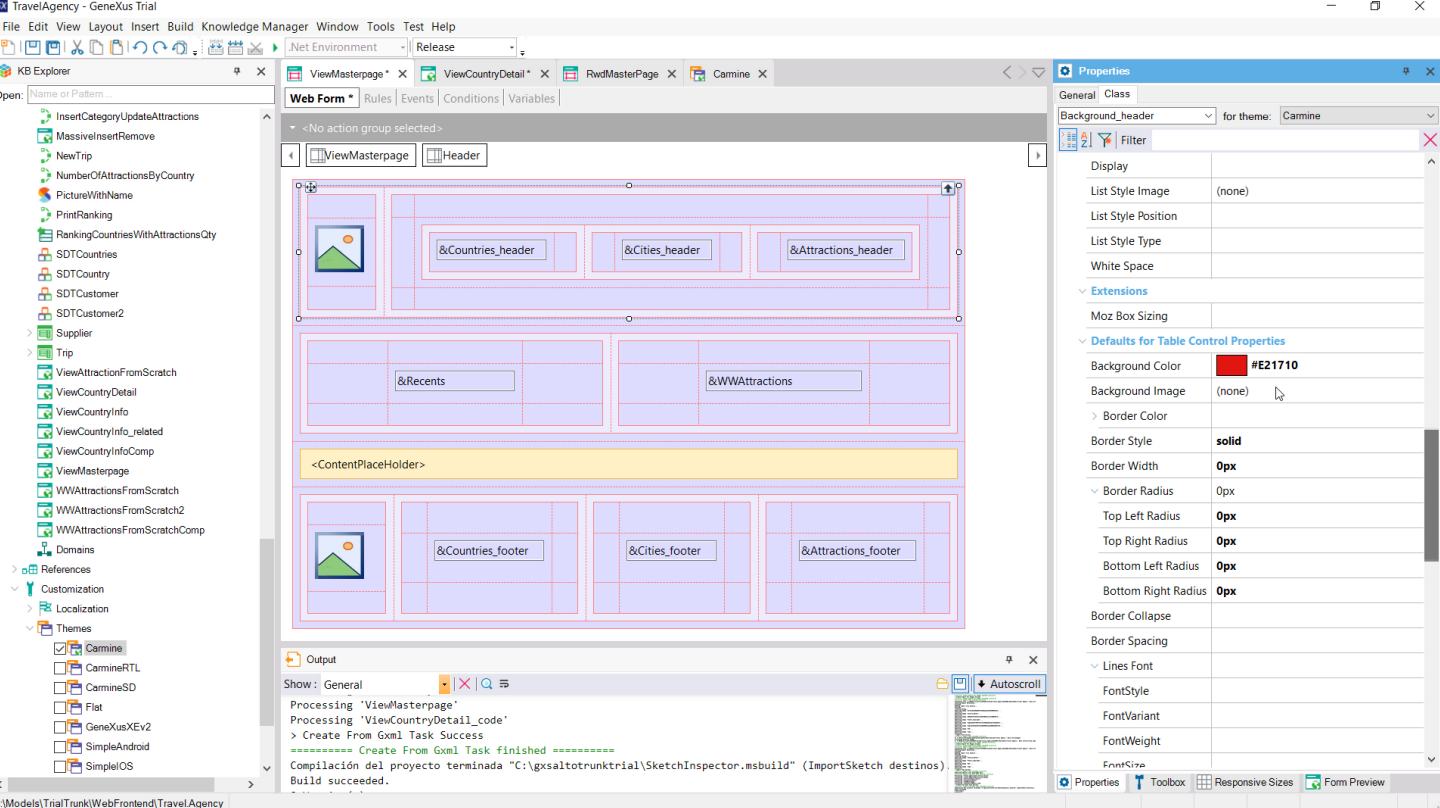 TravelAgency - GeneXus Trial
File Edit View Layout Insert Build Knowledge Manager Window Tools Test Help
.Net Environment
Release
KB Explorer
Open: Name or Pattern ...
InsertCategoryUpdateAttractions
MassiveInsertRemove
NewTrip
NumberOfAttractionsByCountry
PictureWithName
PrintRanking
RankingCountriesWithAttractionsQty
SDTCountries
SDTCountry
SDTCustomer
SDTCustomer2
Supplier
Trip
ViewAttractionFromScratch
ViewCountryDetail
ViewCountryInfo
ViewCountryInfo_related
ViewCountryInfoComp
ViewMasterpage
WWAttractionsFromScratch
WWAttractionsFromScratch2
WWAttractionsFromScratchComp
Domains
References
Customization
Localization
Themes
Carmine
CarmineRTL
CarmineSD
Flat
GeneXusXEv2
SimpleAndroid
SimpleIOS
ViewMasterpage * ViewCountryDetail * RwdMasterPage Carmine
Web Form * Rules Events Conditions Variables
<No action group selected>
ViewMasterpage Header
&Countries_header &Cities_header &Attractions_header
&Recents &WWAttractions
<ContentPlaceHolder>
&Countries_footer &Cities_footer &Attractions_footer
Output
Show : General
Autoscroll
Processing 'ViewMasterpage'
Processing 'ViewCountryDetail_code'
> Create From Gxml Task Success
========== Create From Gxml Task finished ==========
Compilación del proyecto terminada "C:\gxsaltotrunktrial\SketchInspector.msbuild" (ImportSketch destinos).
Build succeeded.
Properties
General Class
Background_header for theme: Carmine
Filter
Display
List Style Image (none)
List Style Position
List Style Type
White Space
Extensions
Moz Box Sizing
Defaults for Table Control Properties
Background Color #E21710
Background Image (none)
Border Color
Border Style solid
Border Width 0px
Border Radius 0px
Top Left Radius 0px
Top Right Radius 0px
Bottom Left Radius 0px
Bottom Right Radius 0px
Border Collapse
Border Spacing
Lines Font
FontStyle
FontVariant
FontWeight
FontSize
Properties Toolbox Responsive Sizes Form Preview
:\Models\TrialTrunk\WebFrontend\Travel.Agency